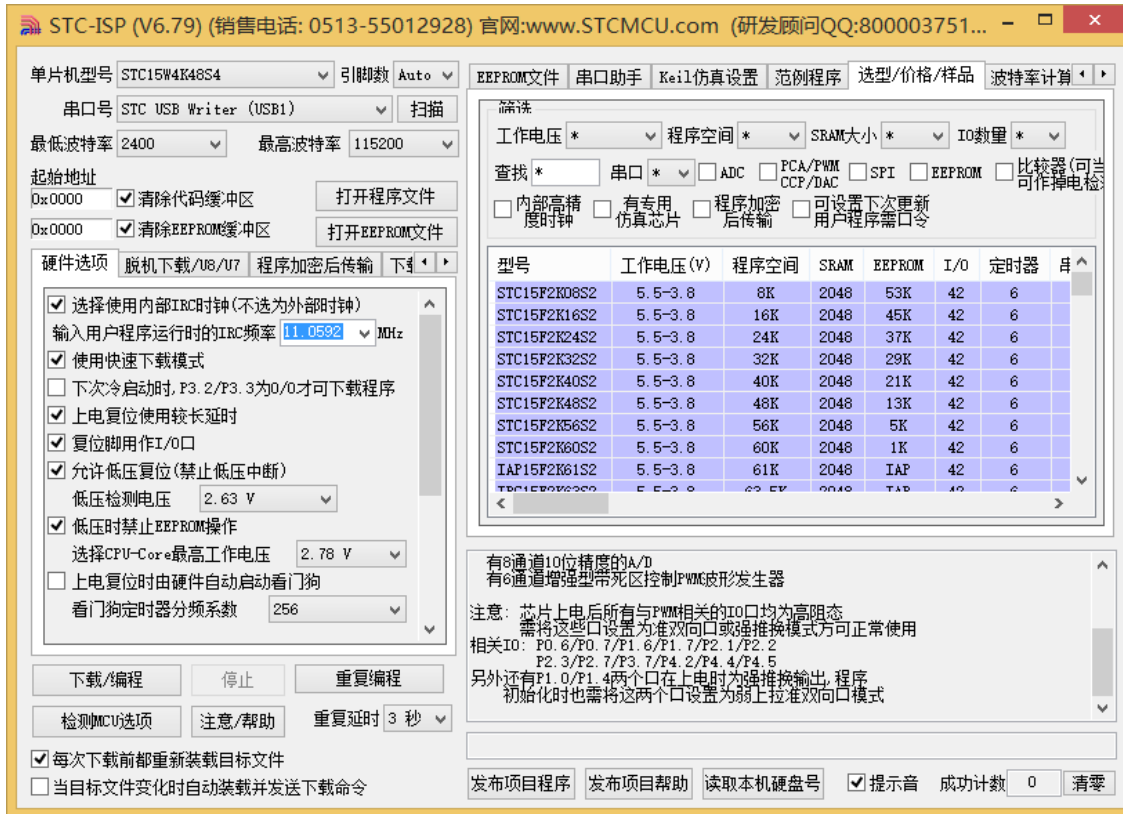 STC-ISP (V6.79) (销售电话: 0513-55012928) 官网:www.STCMCU.com (研发顾问QQ:800003751...
单片机型号 STC15W4K48S4 引脚数 Auto
串口号 STC USB Writer (USB1) 扫描
最低波特率 2400 最高波特率 115200
起始地址
0x0000 清除代码缓冲区 打开程序文件
0x0000 清除EEPROM缓冲区 打开EEPROM文件
硬件选项 脱机下载/U8/U7 程序加密后传输
选择使用内部IRC时钟(不选为外部时钟)
输入用户程序运行时的IRC频率 11.0592 MHz
使用快速下载模式
下次冷启动时,P3.2/P3.3为0/0才可下载程序
上电复位使用较长延时
复位脚用作I/O口
允许低压复位(禁止低压中断)
低压检测电压 2.63 V
低压时禁止EEPROM操作
选择CPU-Core最高工作电压 2.78 V
上电复位时由硬件自动启动看门狗
看门狗定时器分频系数 256
下载/编程 停止 重复编程
检测MCU选项 注意/帮助 重复延时 3 秒
每次下载前都重新装载目标文件
当目标文件变化时自动装载并发送下载命令
EEPROM文件 串口助手 Keil仿真设置 范例程序 选型/价格/样品 波特率计算
筛选
工作电压 * 程序空间 * SRAM大小 * IO数量 *
查找 * 串口 * ADC PCA/PWM CCP/DAC SPI EEPROM 比较器(可当 可作掉电检
内部高精度时钟 有专用仿真芯片 程序加密后传输 可设置下次更新用户程序需口令
型号 工作电压(V) 程序空间 SRAM EEPROM I/O 定时器
STC15F2K08S2 5.5-3.8 8K 2048 53K 42 6
STC15F2K16S2 5.5-3.8 16K 2048 45K 42 6
STC15F2K24S2 5.5-3.8 24K 2048 37K 42 6
STC15F2K32S2 5.5-3.8 32K 2048 29K 42 6
STC15F2K40S2 5.5-3.8 40K 2048 21K 42 6
STC15F2K48S2 5.5-3.8 48K 2048 13K 42 6
STC15F2K56S2 5.5-3.8 56K 2048 5K 42 6
STC15F2K60S2 5.5-3.8 60K 2048 1K 42 6
IAP15F2K61S2 5.5-3.8 61K 2048 IAP 42 6
有8通道10位精度的A/D
有6通道增强型带死区控制PWM波形发生器
注意: 芯片上电后所有与PWM相关的IO口均为高阻态
需将这些口设置为准双向口或强推挽模式方可正常使用
相关IO: P0.6/P0.7/P1.6/P1.7/P2.1/P2.2
P2.3/P2.7/P3.7/P4.2/P4.4/P4.5
另外还有P1.0/P1.4两个口在上电时为强推挽输出,程序
初始化时也需将这两个口设置为弱上拉准双向口模式
发布项目程序 发布项目帮助 读取本机硬盘号 提示音 成功计数 0 清零